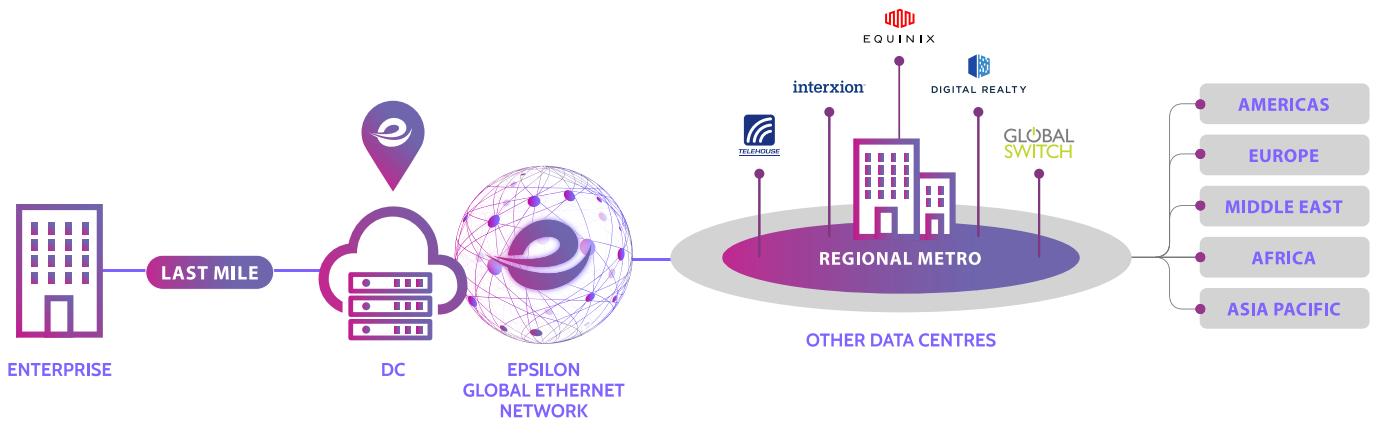 EQUINIX
interxion
DIGITAL REALTY
TELEHOUSE
GLOBAL
SWITCH
AMERICAS
EUROPE
MIDDLE EAST
AFRICA
ASIA PACIFIC
LAST MILE
REGIONAL METRO
OTHER DATA CENTRES
ENTERPRISE
DC
EPSILON
GLOBAL ETHERNET
NETWORK